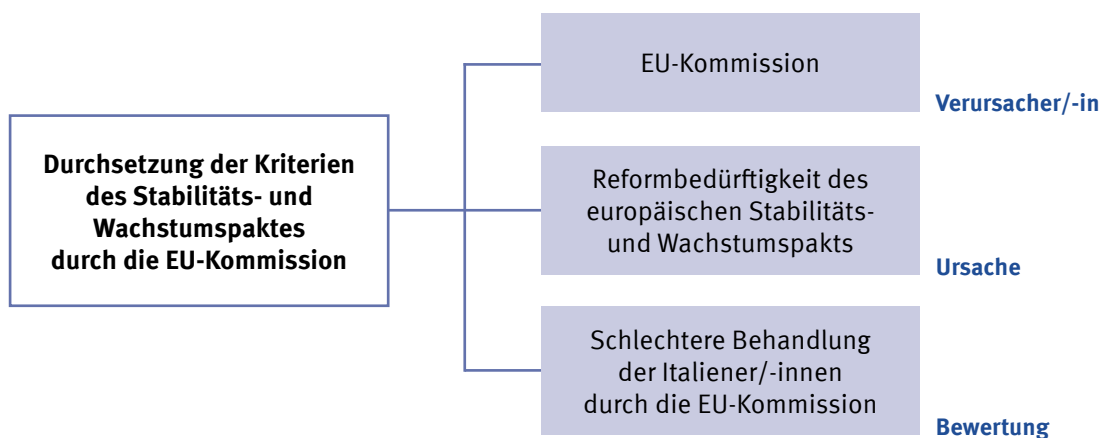 Durchsetzung der Kriterien
des Stabilitäts- und
Wachstumspaktes
durch die EU-Kommission
EU-Kommission
Verursacher/-in
Reformbedürftigkeit des
europäischen Stabilitäts-
und Wachstumspakts
Ursache
Schlechtere Behandlung
der Italiener/-innen
durch die EU-Kommission
Bewertung